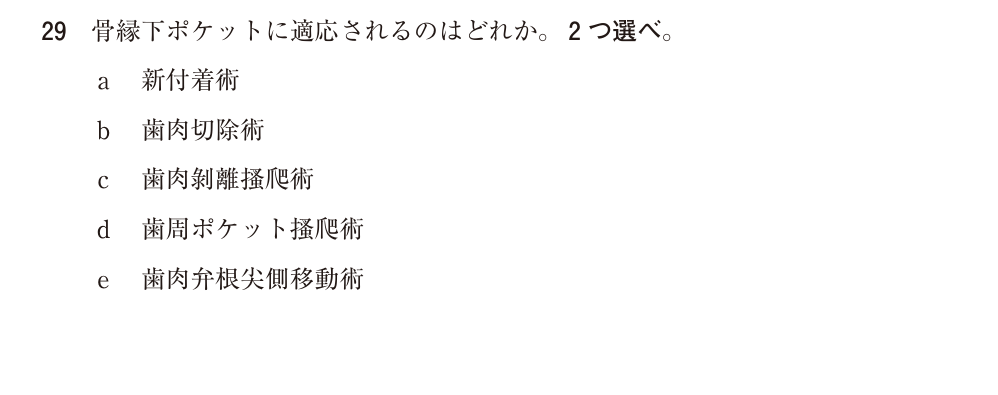 29 骨縁下ポケットに適応されるのはどれか。2つ選べ。
a 新付着術
b 歯肉切除術
c 歯肉剝離搔爬術
d 歯周ポケット搔爬術
e 歯肉弁根尖側移動術